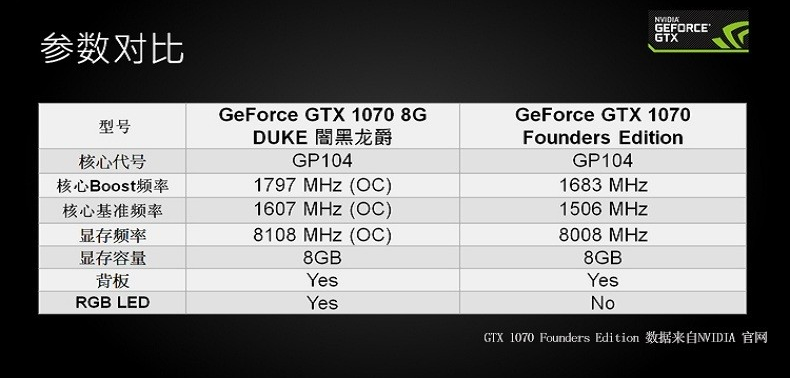 参数对比
NVIDIA
GEFORCE
GTX
型号 GeForce GTX 1070 8G DUKE 闇黑龙爵 GeForce GTX 1070 Founders Edition
核心代号 GP104 GP104
核心Boost频率 1797 MHz (OC) 1683 MHz
核心基准频率 1607 MHz (OC) 1506 MHz
显存频率 8108 MHz (OC) 8008 MHz
显存容量 8GB 8GB
背板 Yes Yes
RGB LED Yes No
GTX 1070 Founders Edition 数据来自NVIDIA 官网